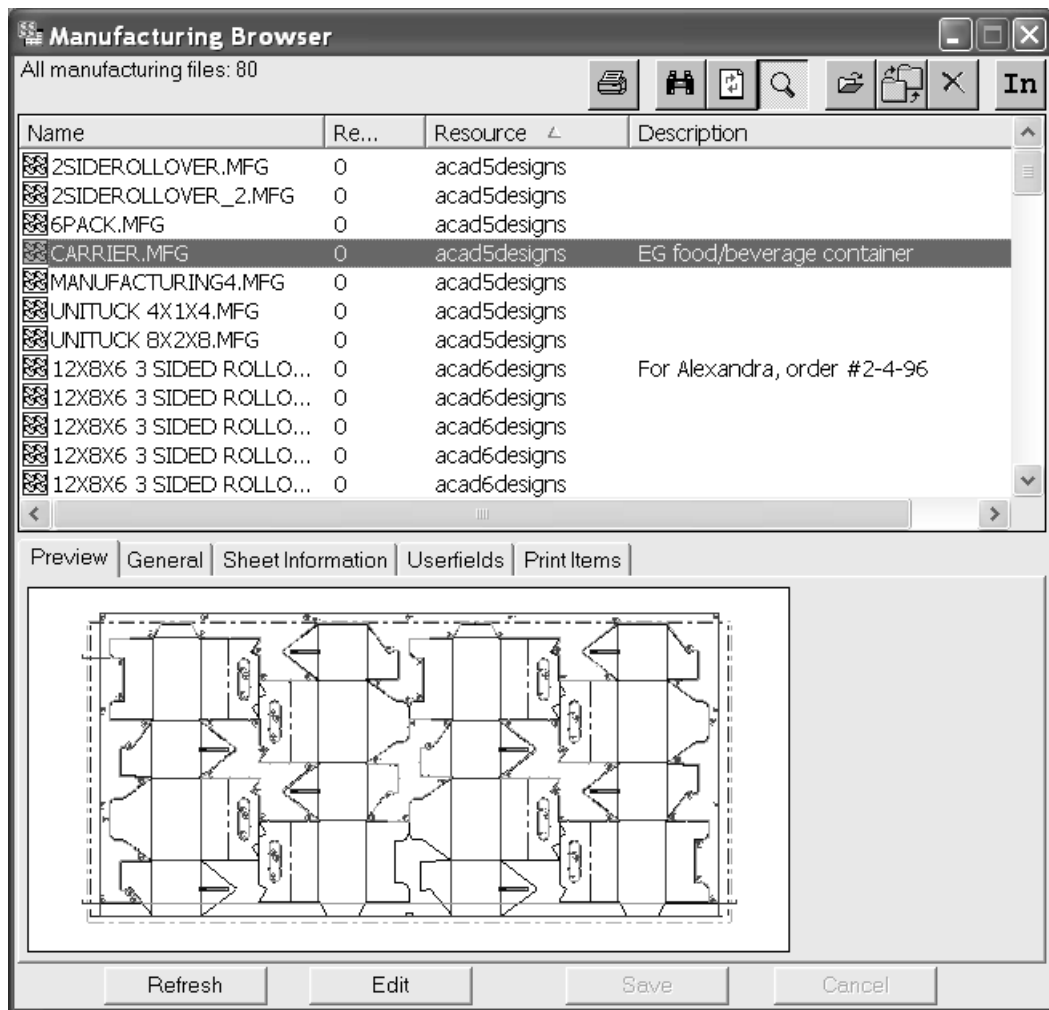 Manufacturing Browser
All manufacturing files: 80
In
Name Re... Resource Description
2SIDEROLLOVER.MFG 0 acad5designs
2SIDEROLLOVER_2.MFG 0 acad5designs
6PACK.MFG 0 acad5designs
CARRIER.MFG 0 acad5designs EG food/beverage container
MANUFACTURING4.MFG 0 acad5designs
UNITUCK 4X1X4.MFG 0 acad5designs
UNITUCK 8X2X8.MFG 0 acad5designs
12X8X6 3 SIDED ROLLO... 0 acad6designs For Alexandra, order #2-4-96
12X8X6 3 SIDED ROLLO... 0 acad6designs
12X8X6 3 SIDED ROLLO... 0 acad6designs
12X8X6 3 SIDED ROLLO... 0 acad6designs
12X8X6 3 SIDED ROLLO... 0 acad6designs
Preview General Sheet Information Userfields Print Items
Refresh Edit Save Cancel